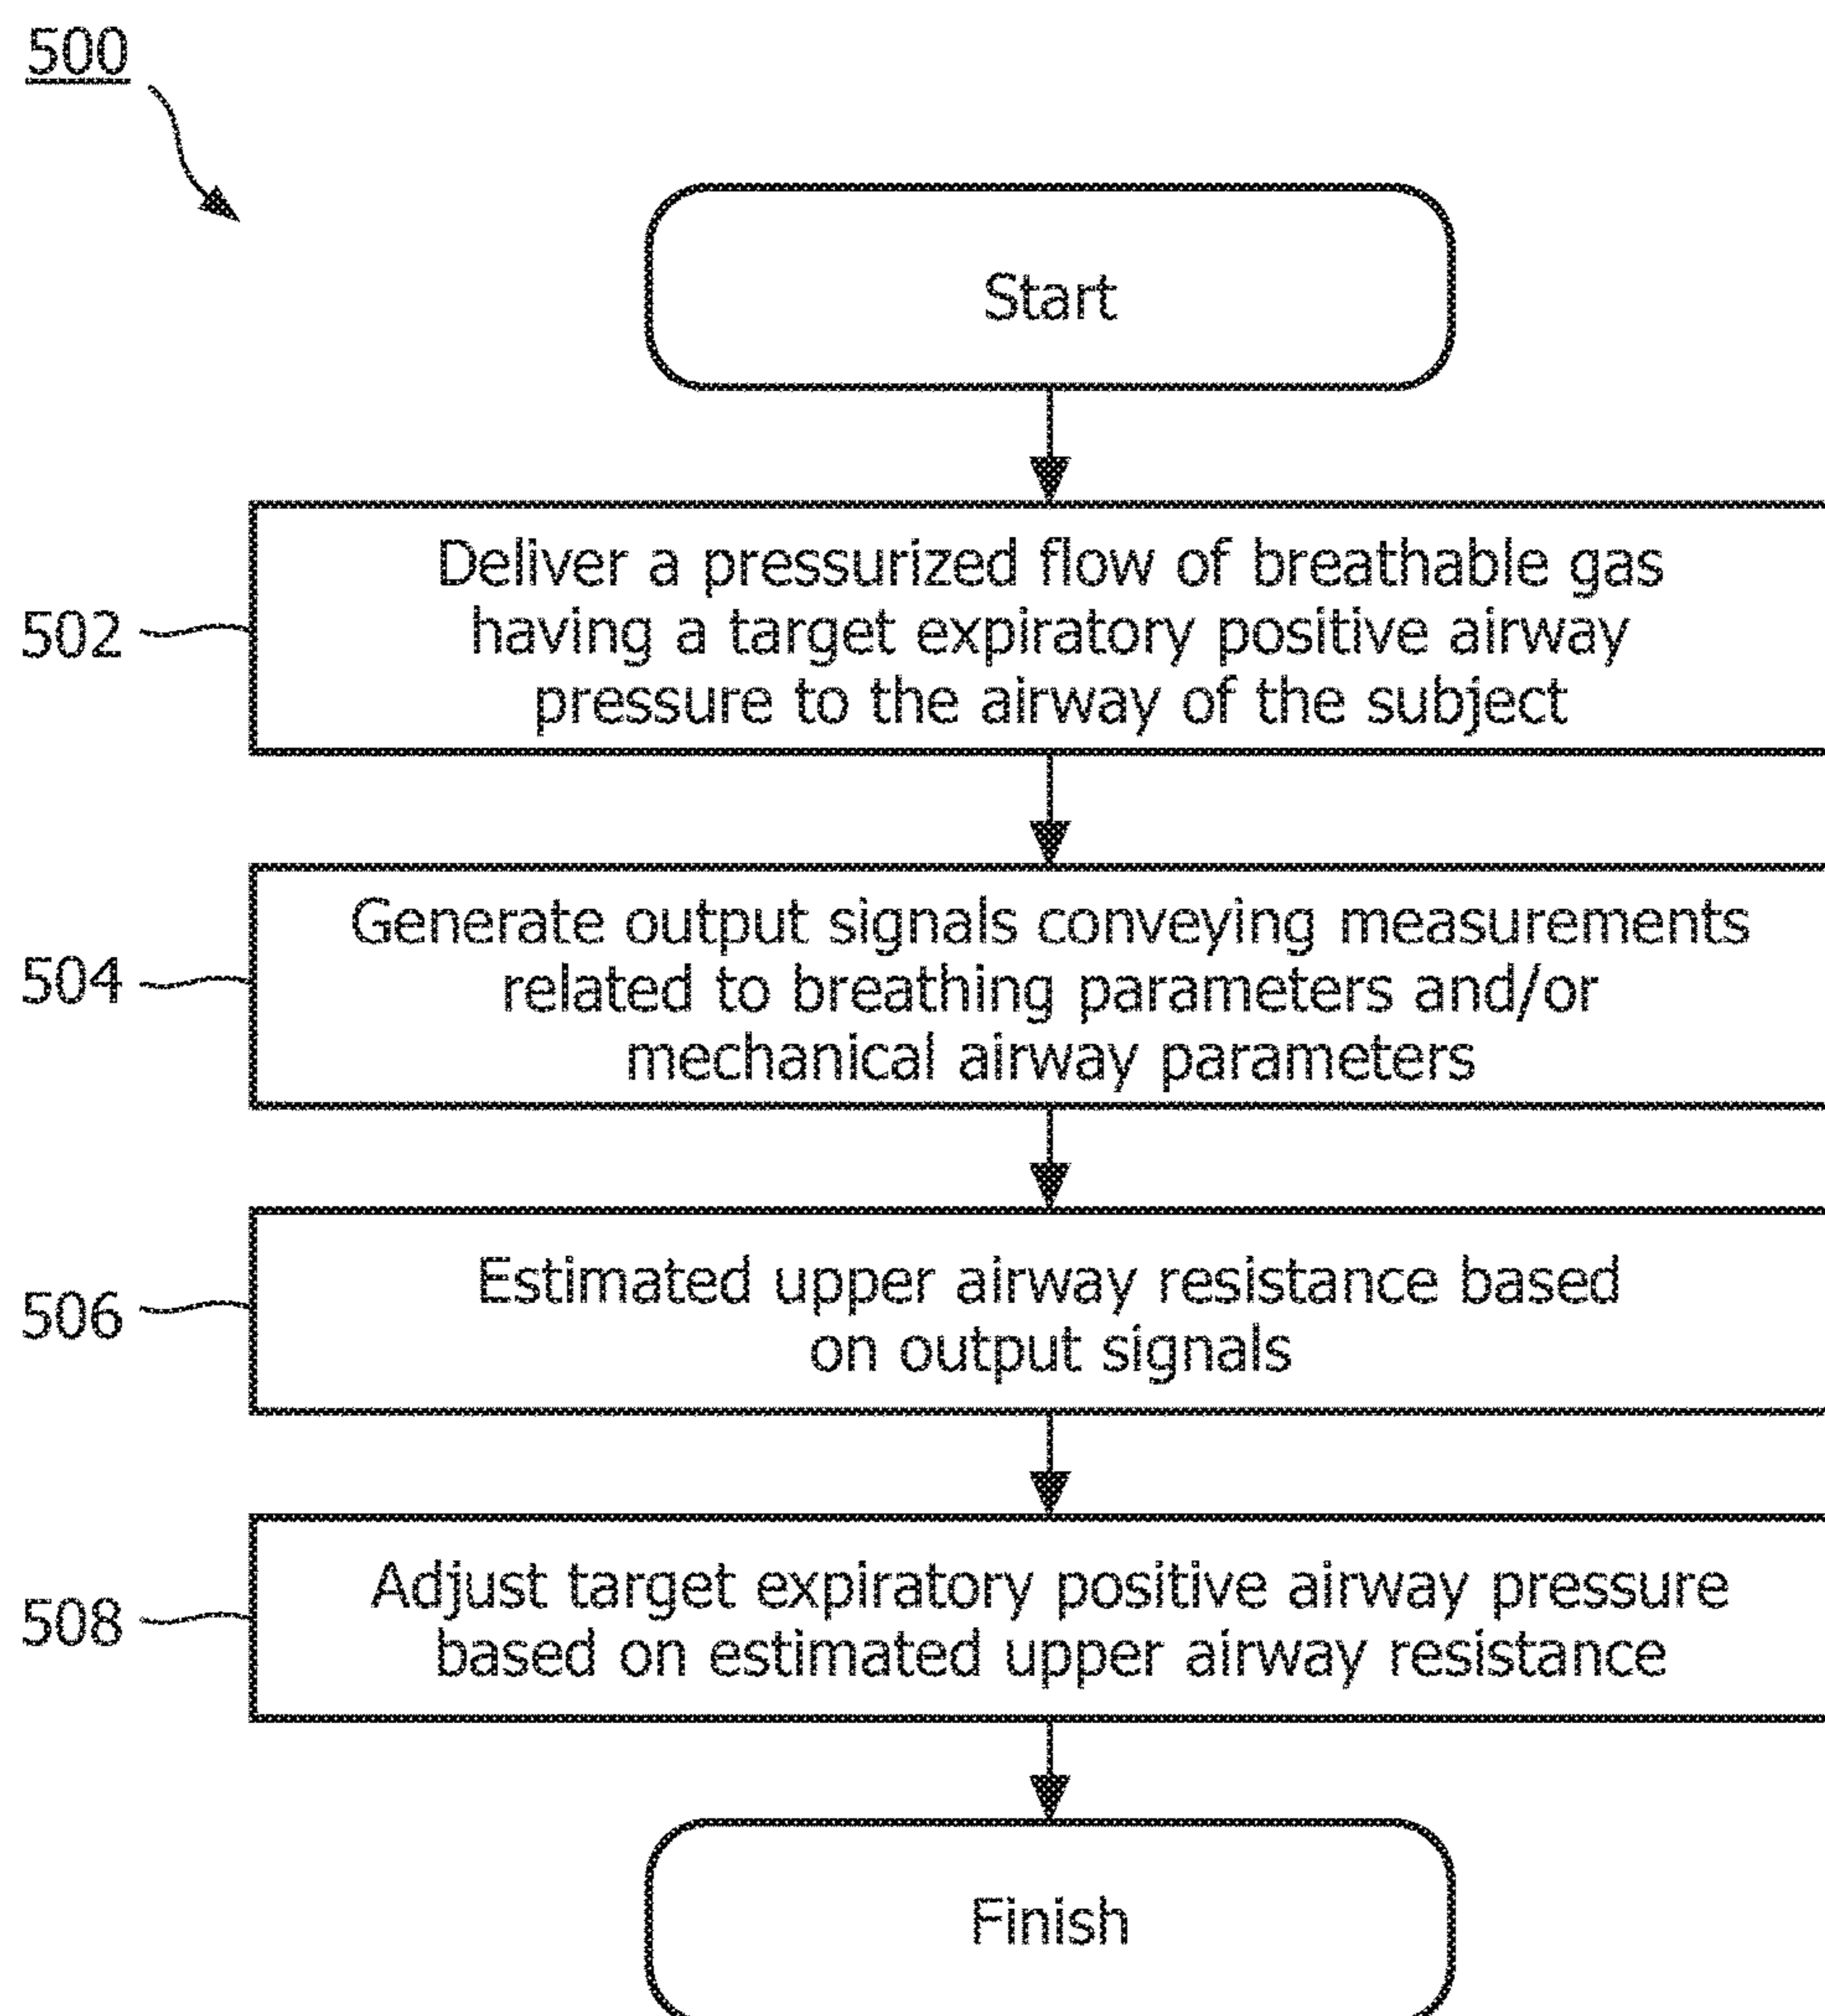 500
Start
502
Deliver a pressurized flow of breathable gas
having a target expiratory positive airway
pressure to the airway of the subject
504
Generate output signals conveying measurements
related to breathing parameters and/or
mechanical airway parameters
506
Estimated upper airway resistance based
on output signals
508
Adjust target expiratory positive airway pressure
based on estimated upper airway resistance
Finish